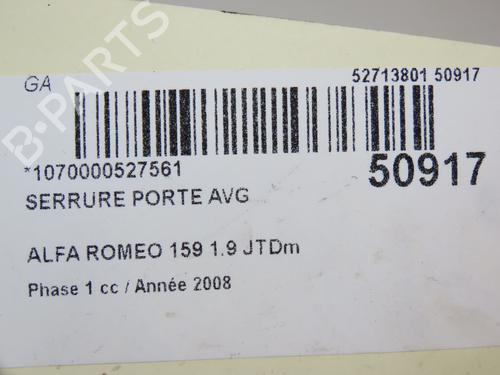 GA
52713801 50917
*1070000527561
50917
SERRURE PORTE AVG
ALFA ROMEO 159 1.9 JTDm
Phase 1 cc / Année 2008
B-PARTS